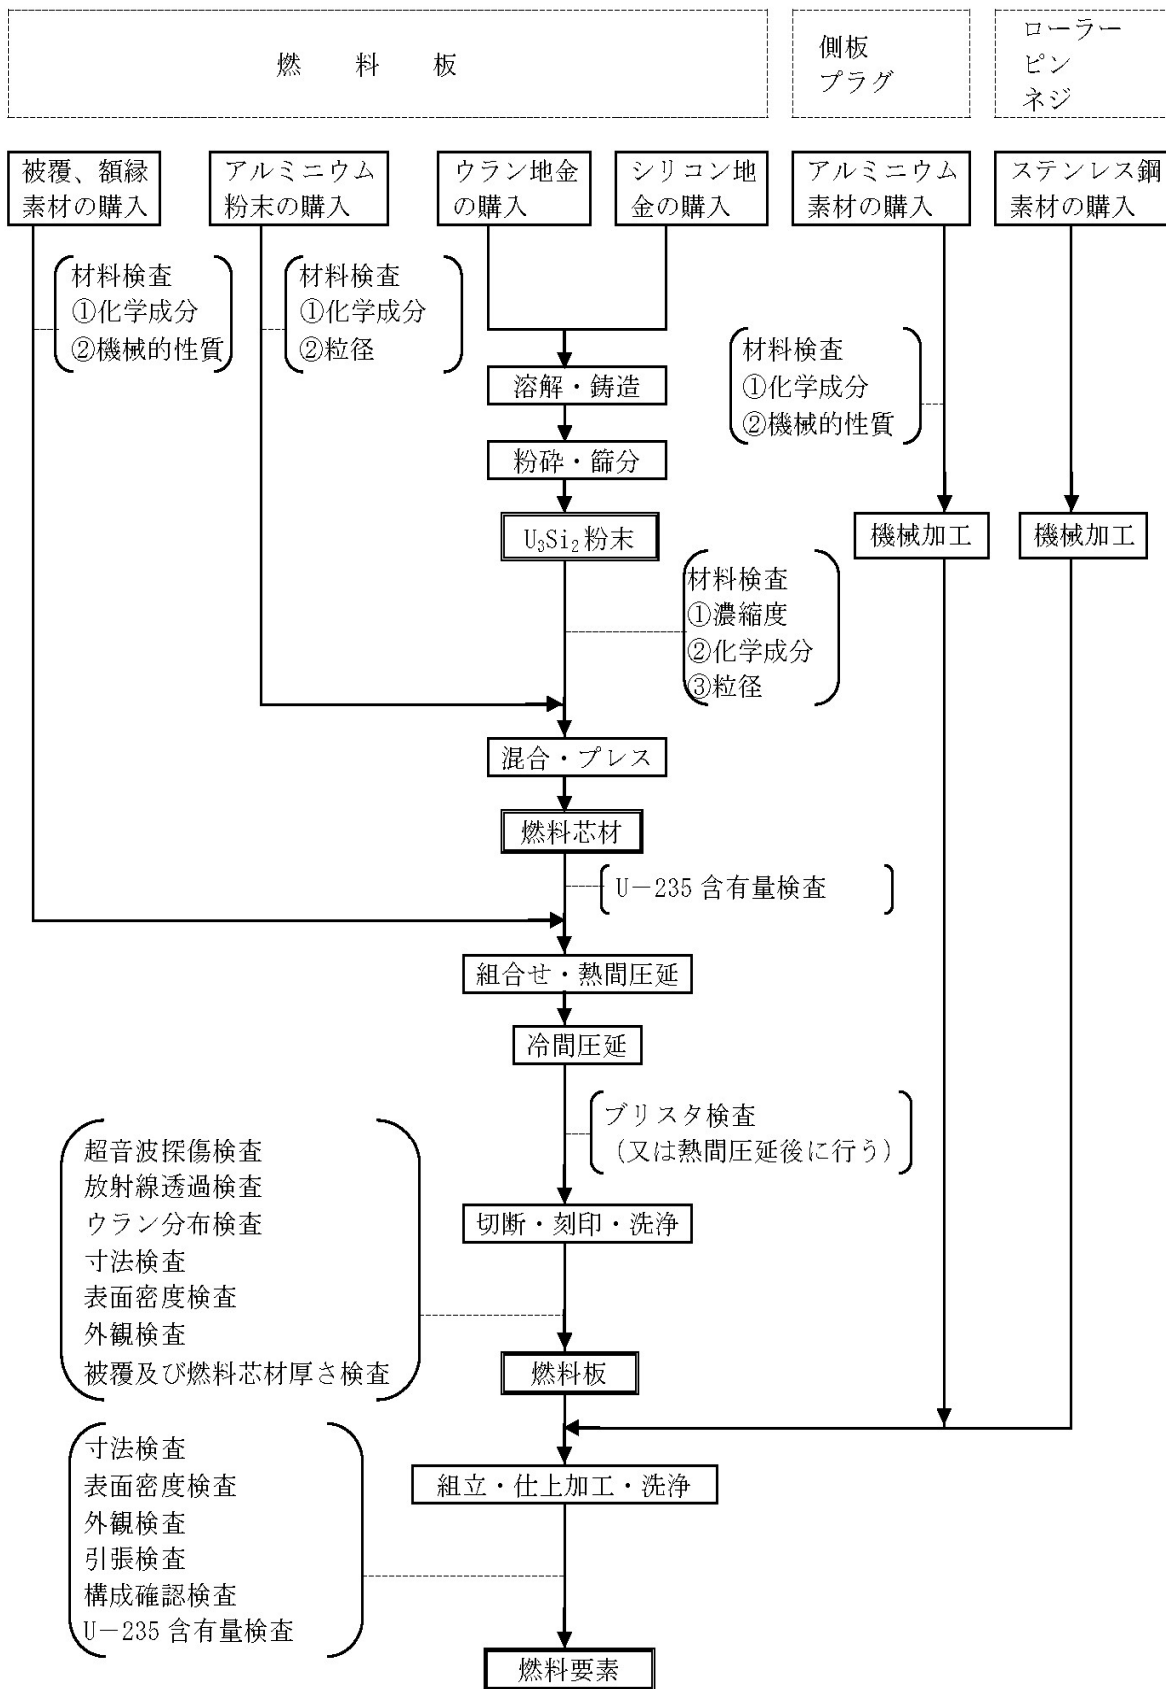 燃料板
側板
プラグ
ローラー
ピン
ネジ
被覆、額縁
素材の購入
アルミニウム
粉末の購入
ウラン地金
の購入
シリコン地
金の購入
アルミニウム
素材の購入
ステンレス鋼
素材の購入
材料検査
①化学成分
②機械的性質
材料検査
①化学成分
②粒径
材料検査
①化学成分
②機械的性質
溶解・鋳造
粉砕・篩分
U₃Si₂粉末
機械加工
機械加工
材料検査
①濃縮度
②化学成分
③粒径
混合・プレス
燃料芯材
U－235 含有量検査
組合せ・熱間圧延
冷間圧延
ブリスタ検査
（又は熱間圧延後に行う）
超音波探傷検査
放射線透過検査
ウラン分布検査
寸法検査
表面密度検査
外観検査
被覆及び燃料芯材厚さ検査
切断・刻印・洗浄
燃料板
寸法検査
表面密度検査
外観検査
引張検査
構成確認検査
U－235 含有量検査
組立・仕上加工・洗浄
燃料要素